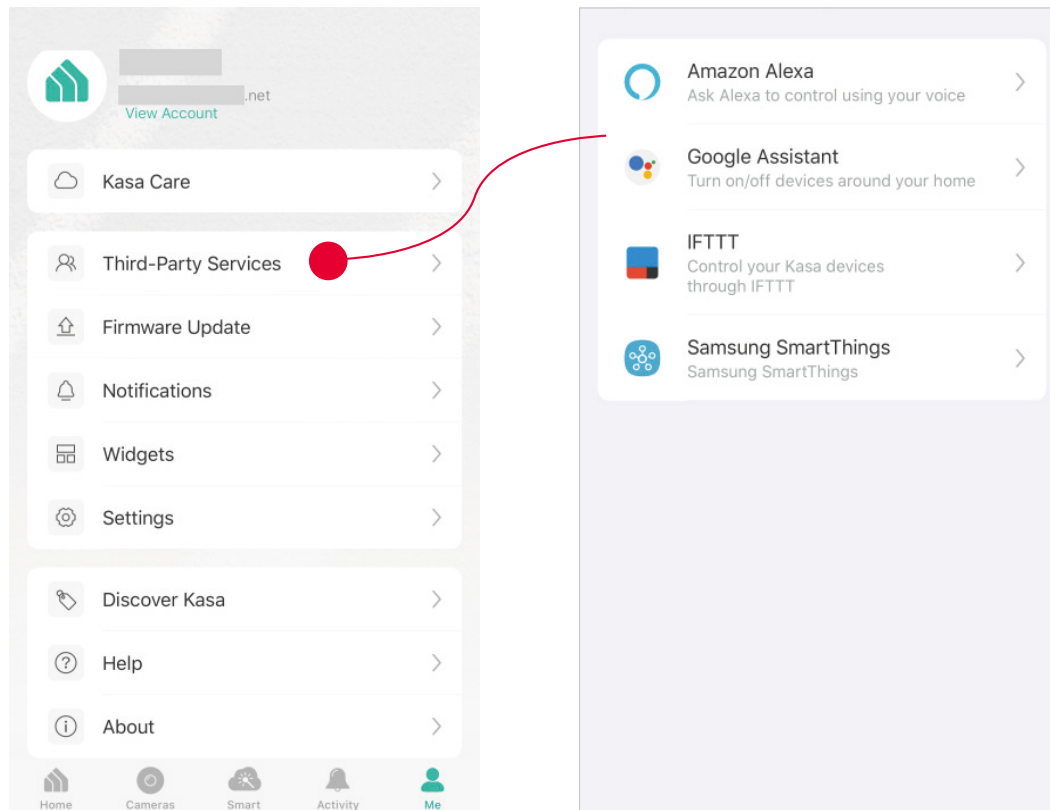 .net
View Account
Kasa Care
Third-Party Services
Firmware Update
Notifications
Widgets
Settings
Discover Kasa
Help
About
Home
Cameras
Smart
Activity
Me
Amazon Alexa
Ask Alexa to control using your voice
Google Assistant
Turn on/off devices around your home
IFTTT
Control your Kasa devices
through IFTTT
Samsung SmartThings
Samsung SmartThings